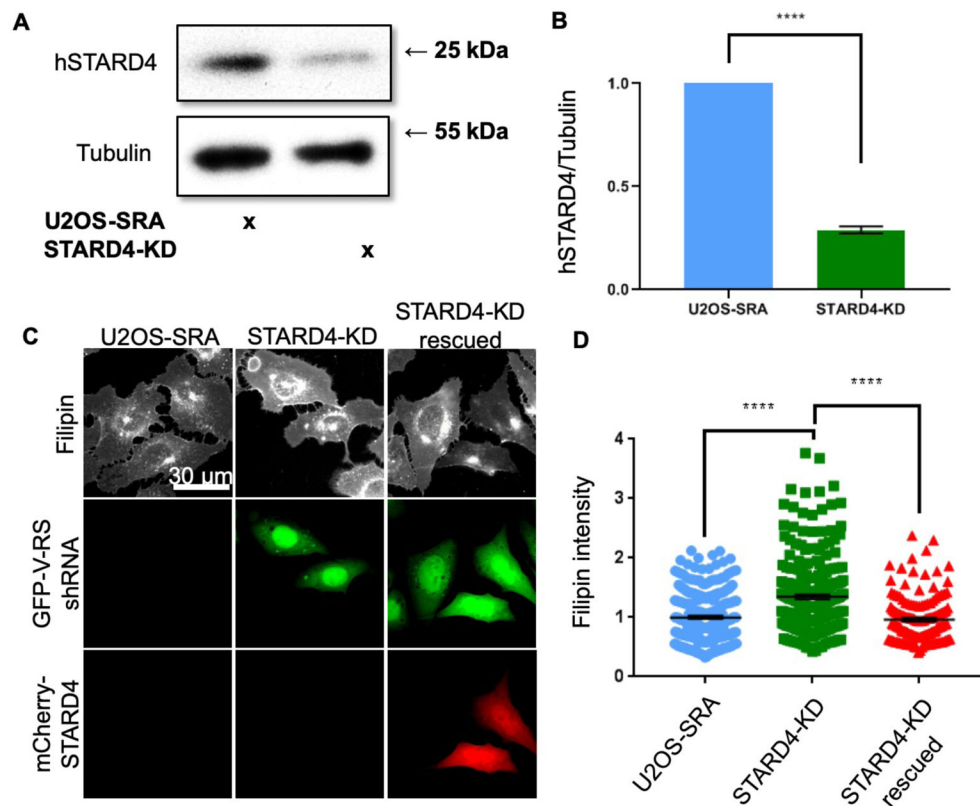 A
hSTARD4
← 25 kDa
Tubulin
← 55 kDa
U2OS-SRA x
STARD4-KD x
B
****
hSTARD4/Tubulin
1.0
0.5
0.0
U2OS-SRA STARD4-KD
C
U2OS-SRA STARD4-KD STARD4-KD
rescued
Filipin
30 µm
GFP-V-RS
shRNA
mCherry-
STARD4
D
**** ****
Filipin intensity
4
3
2
1
0
U2OS-SRA
STARD4-KD
STARD4-KD
rescued